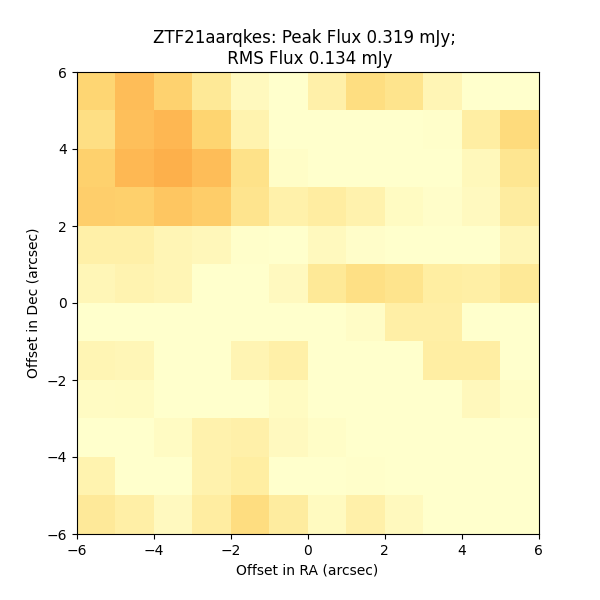 ZTF21aarqkes: Peak Flux 0.319 mJy;
RMS Flux 0.134 mJy
6
4
2
0
−2
−4
−6
Offset in Dec (arcsec)
−6 −4 −2 0 2 4 6
Offset in RA (arcsec)